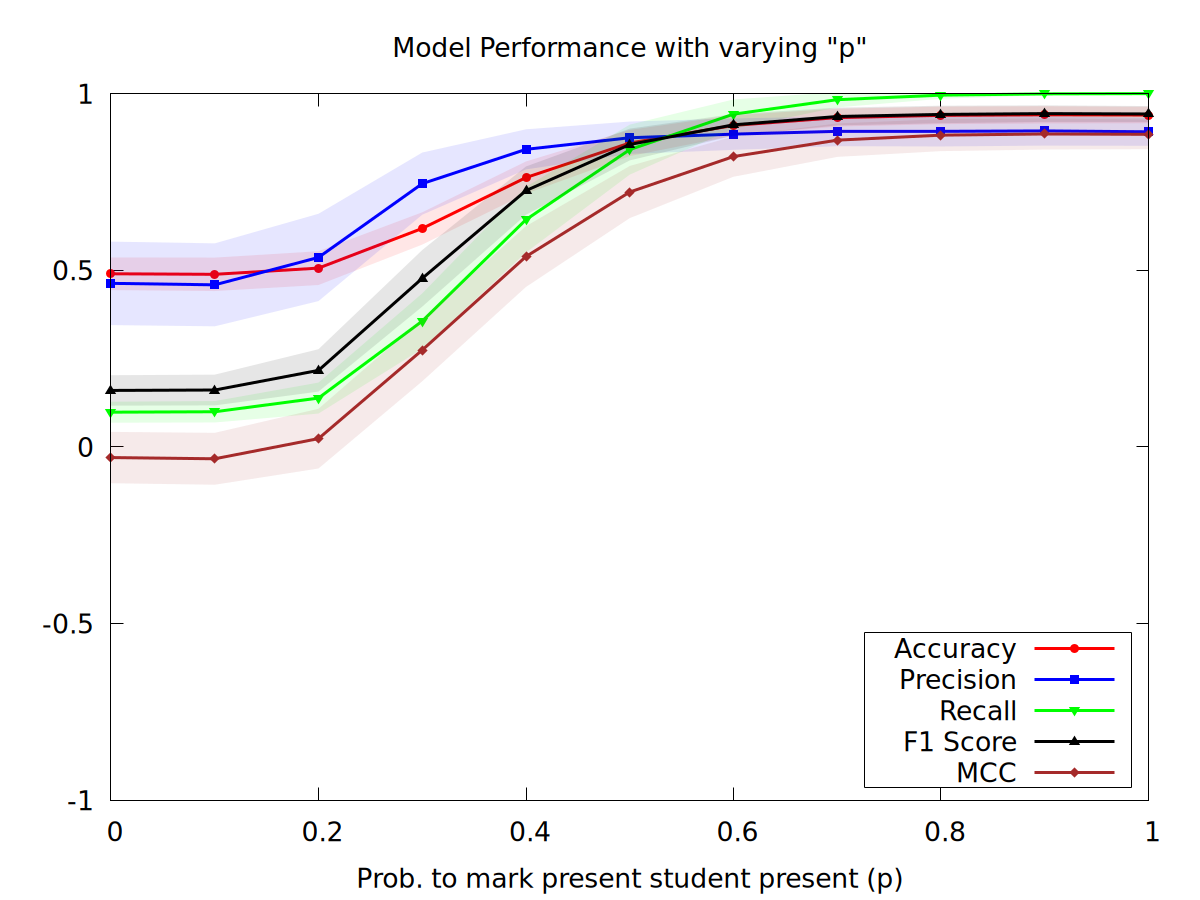 Model Performance with varying "p"
1
0.5
0
-0.5
-1
Accuracy
Precision
Recall
F1 Score
MCC
0 0.2 0.4 0.6 0.8 1
Prob. to mark present student present (p)